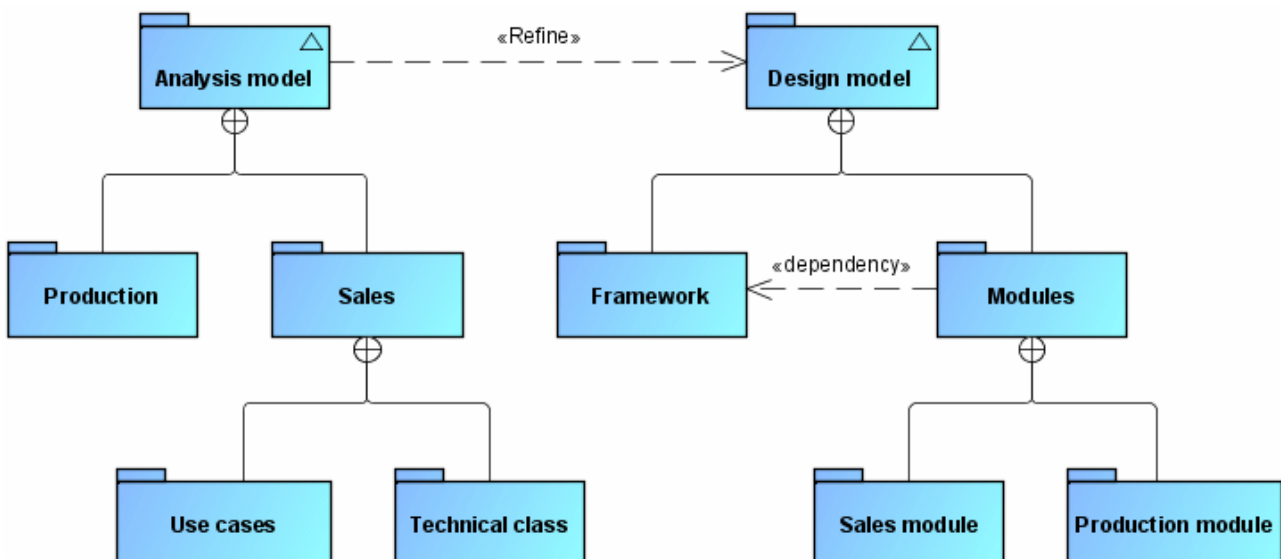 «Refine»
Analysis model
Design model
«dependency»
Production
Sales
Framework
Modules
Use cases
Technical class
Sales module
Production module